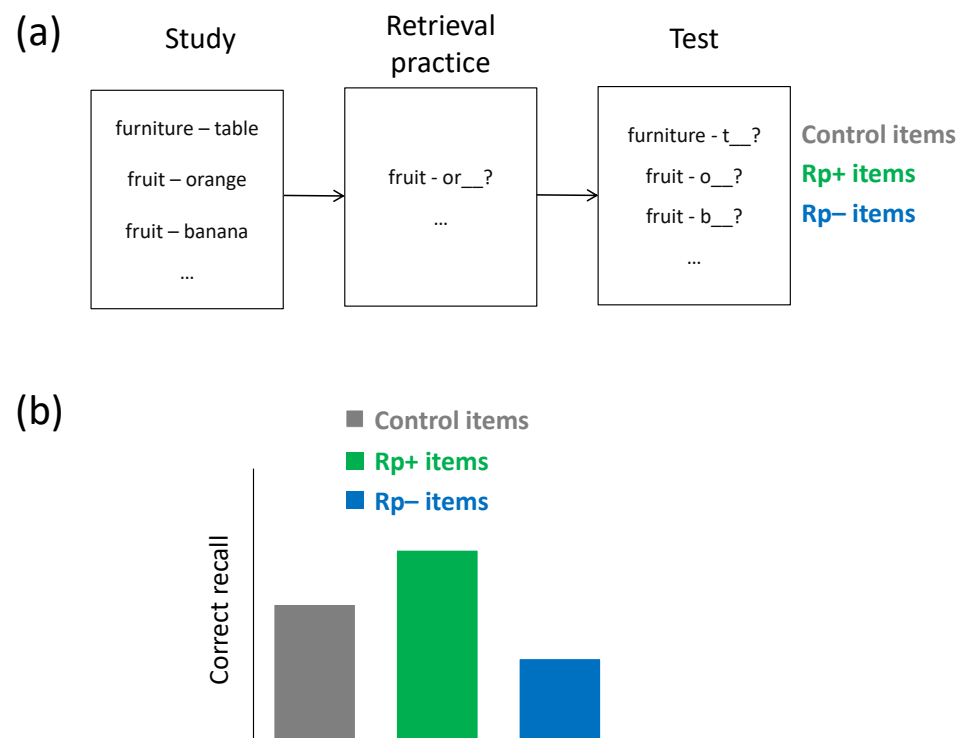 (a)
Study
Retrieval
practice
Test
furniture – table
fruit – orange
fruit – banana
...
fruit - or__?
...
furniture - t__?
fruit - o__?
fruit - b__?
...
Control items
Rp+ items
Rp– items
(b)
Control items
Rp+ items
Rp– items
Correct recall